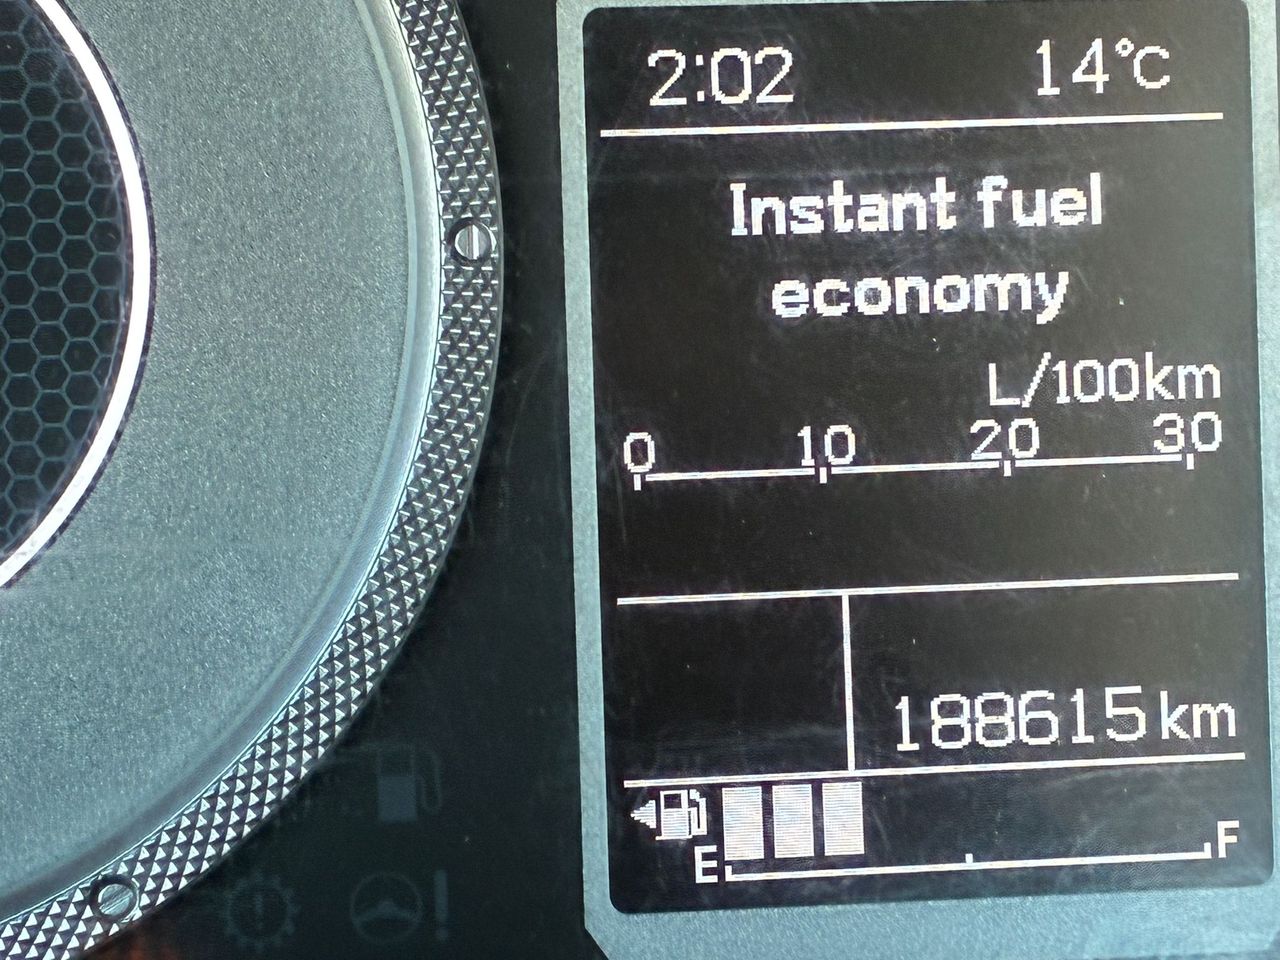 2:02 14°C
Instant fuel
economy
L/100km
0 10 20 30
188615 km
E F